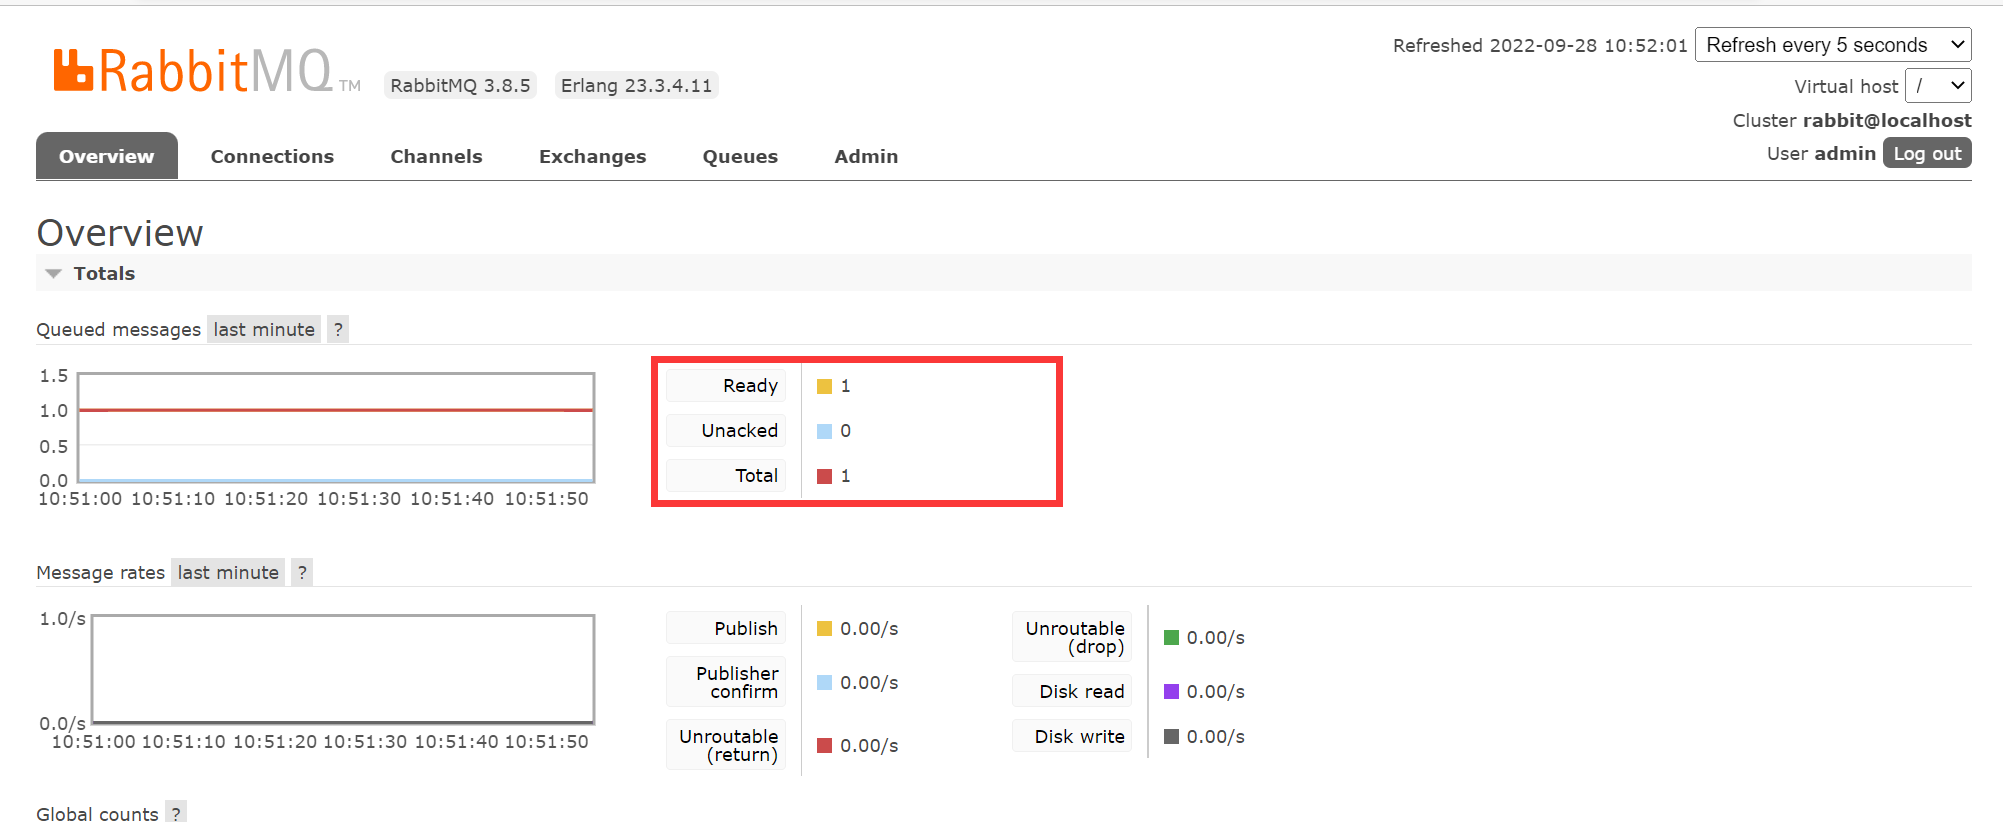 RabbitMQ TM RabbitMQ 3.8.5 Erlang 23.3.4.11
Refreshed 2022-09-28 10:52:01 Refresh every 5 seconds
Virtual host /
Cluster rabbit@localhost
User admin Log out
Overview Connections Channels Exchanges Queues Admin
Overview
Totals
Queued messages last minute ?
1.5
1.0
0.5
0.0
10:51:00 10:51:10 10:51:20 10:51:30 10:51:40 10:51:50
Ready 1
Unacked 0
Total 1
Message rates last minute ?
1.0/s
0.0/s
10:51:00 10:51:10 10:51:20 10:51:30 10:51:40 10:51:50
Publish 0.00/s
Publisher
confirm 0.00/s
Unroutable
(return) 0.00/s
Unroutable
(drop) 0.00/s
Disk read 0.00/s
Disk write 0.00/s
Global counts ?